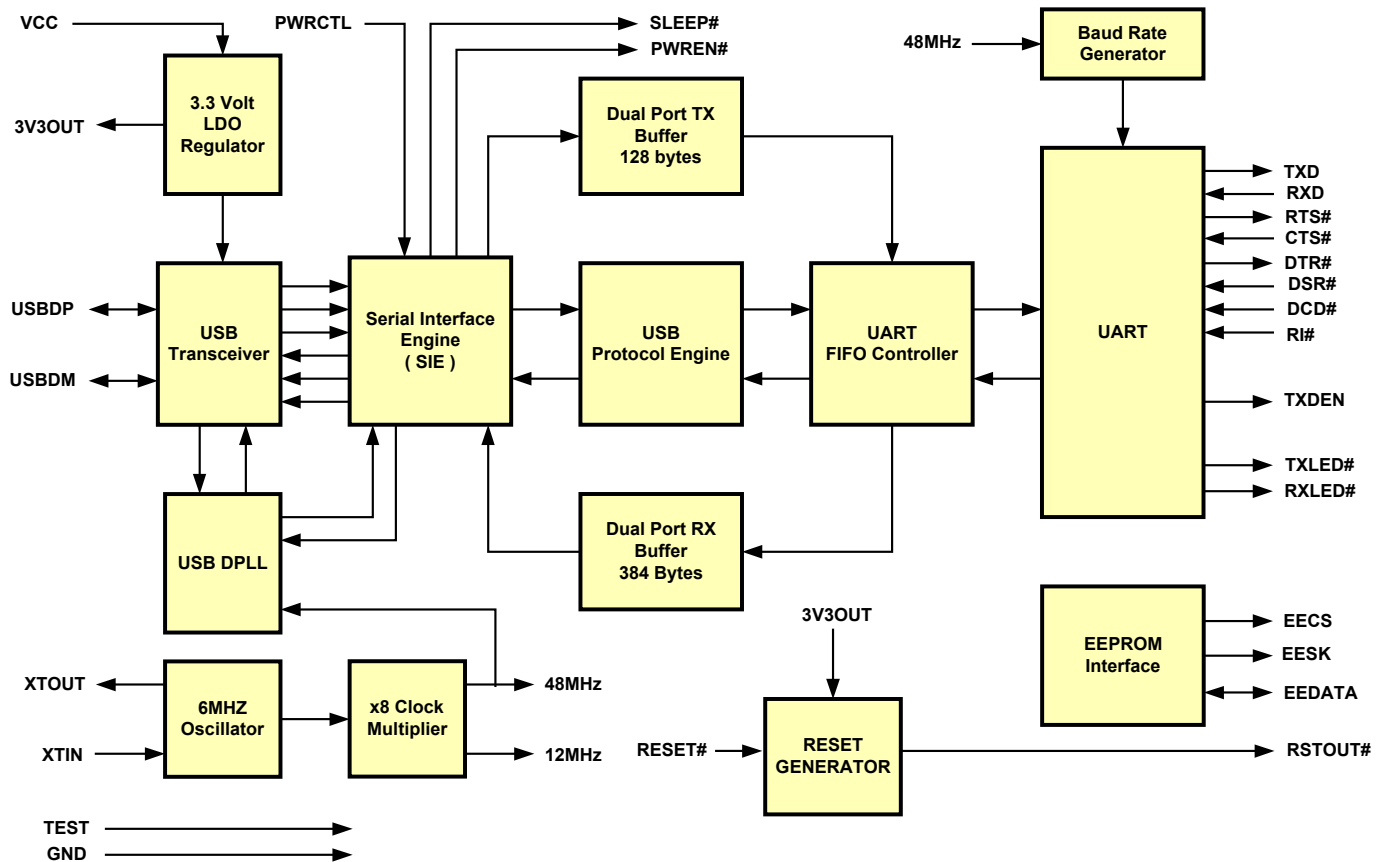 VCC
PWRCTL
SLEEP#
PWREN#
48MHz
Baud Rate
Generator
3.3 Volt
LDO
Regulator
3V3OUT
Dual Port TX
Buffer
128 bytes
TXD
RXD
RTS#
CTS#
DTR#
DSR#
DCD#
RI#
TXDEN
TXLED#
RXLED#
USBDP
USBDM
USB
Transceiver
Serial Interface
Engine
( SIE )
USB
Protocol Engine
UART
FIFO Controller
UART
USB DPLL
Dual Port RX
Buffer
384 Bytes
3V3OUT
EEPROM
Interface
EECS
EESK
EEDATA
XTOUT
XTIN
6MHZ
Oscillator
x8 Clock
Multiplier
48MHz
12MHz
RESET#
RESET
GENERATOR
RSTOUT#
TEST
GND